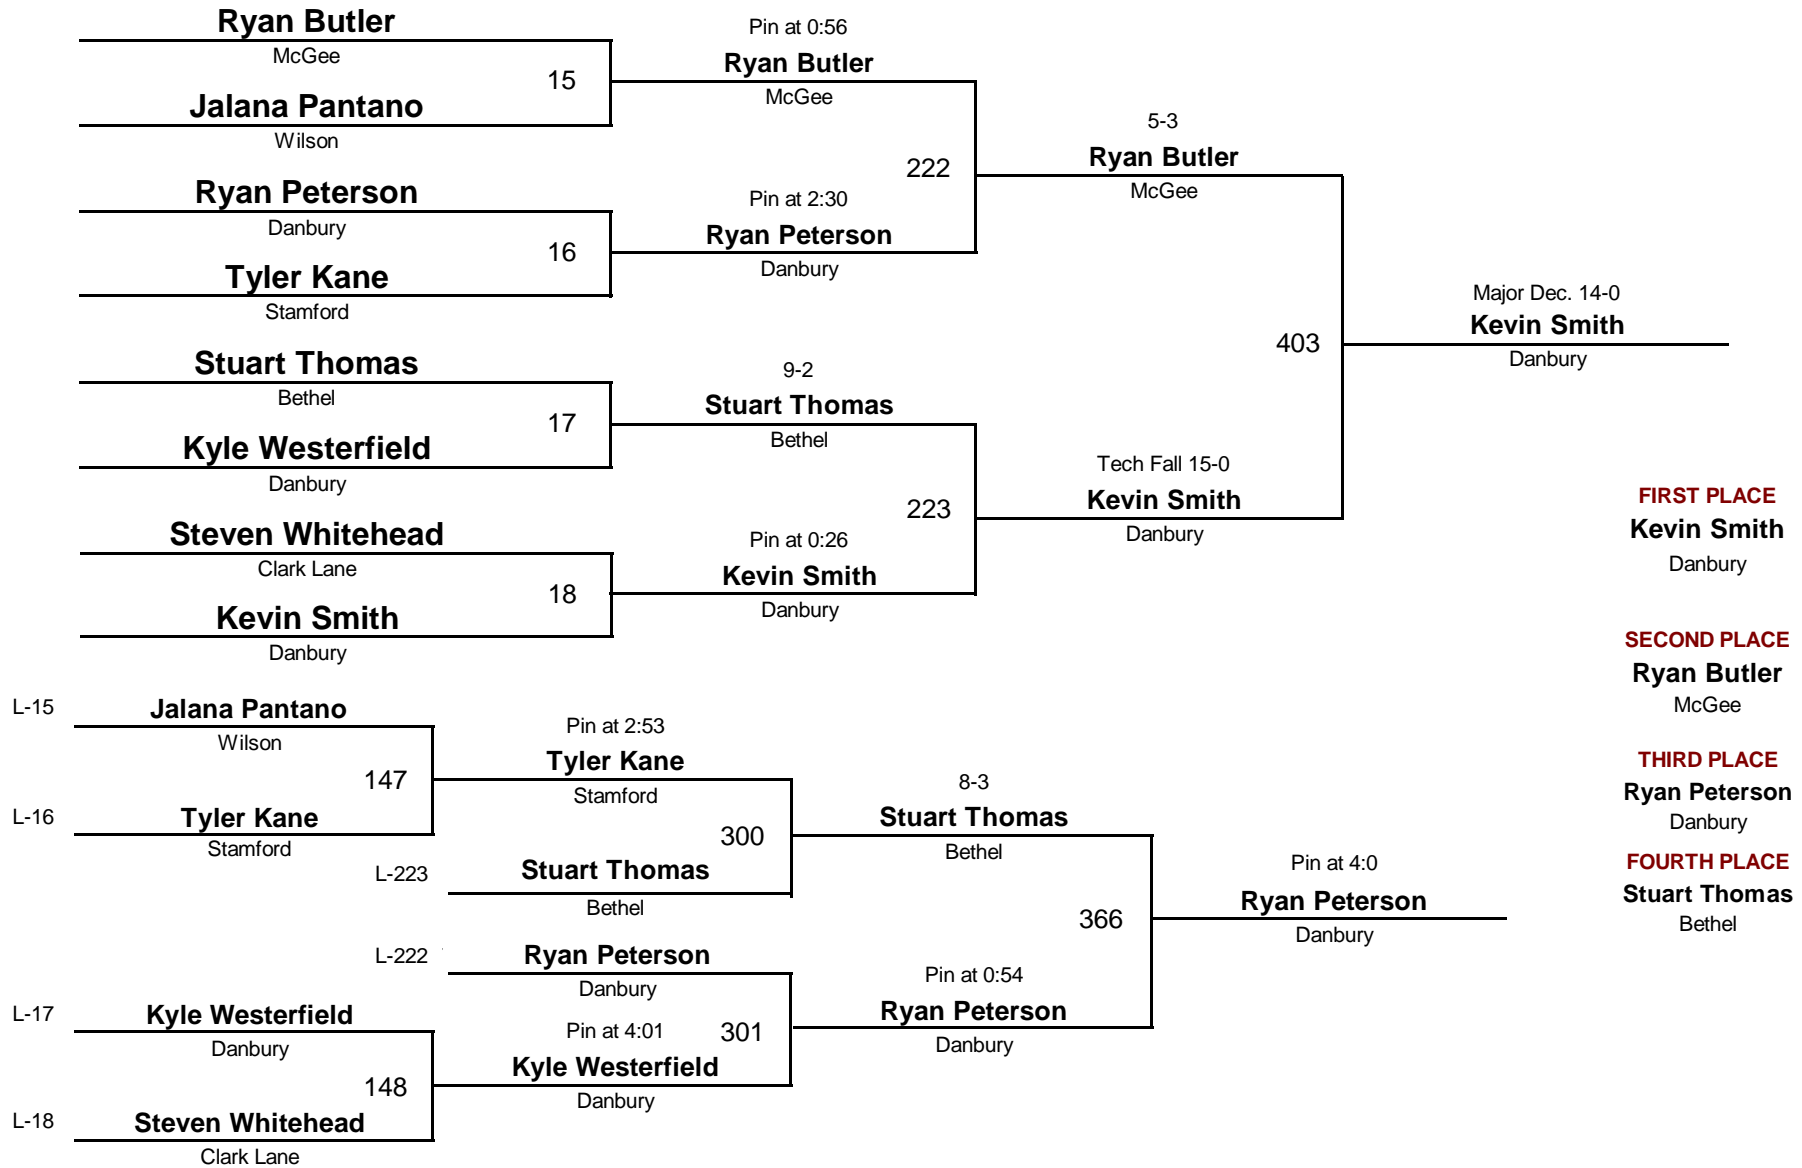 Ryan Butler
McGee
15
Jalana Pantano
Wilson
Ryan Peterson
Danbury
16
Tyler Kane
Stamford
Stuart Thomas
Bethel
17
Kyle Westerfield
Danbury
Steven Whitehead
Clark Lane
18
Kevin Smith
Danbury
Pin at 0:56
Ryan Butler
McGee
222
Pin at 2:30
Ryan Peterson
Danbury
9-2
Stuart Thomas
Bethel
223
Pin at 0:26
Kevin Smith
Danbury
5-3
Ryan Butler
McGee
403
Tech Fall 15-0
Kevin Smith
Danbury
Major Dec. 14-0
Kevin Smith
Danbury
FIRST PLACE
Kevin Smith
Danbury
SECOND PLACE
Ryan Butler
McGee
THIRD PLACE
Ryan Peterson
Danbury
FOURTH PLACE
Stuart Thomas
Bethel
L-15
Jalana Pantano
Wilson
147
L-16
Tyler Kane
Stamford
L-17
Kyle Westerfield
Danbury
148
L-18
Steven Whitehead
Clark Lane
Pin at 2:53
Tyler Kane
Stamford
300
L-223
Stuart Thomas
Bethel
L-222
Ryan Peterson
Danbury
301
Pin at 4:01
Kyle Westerfield
Danbury
8-3
Stuart Thomas
Bethel
366
Pin at 0:54
Ryan Peterson
Danbury
Pin at 4:0
Ryan Peterson
Danbury